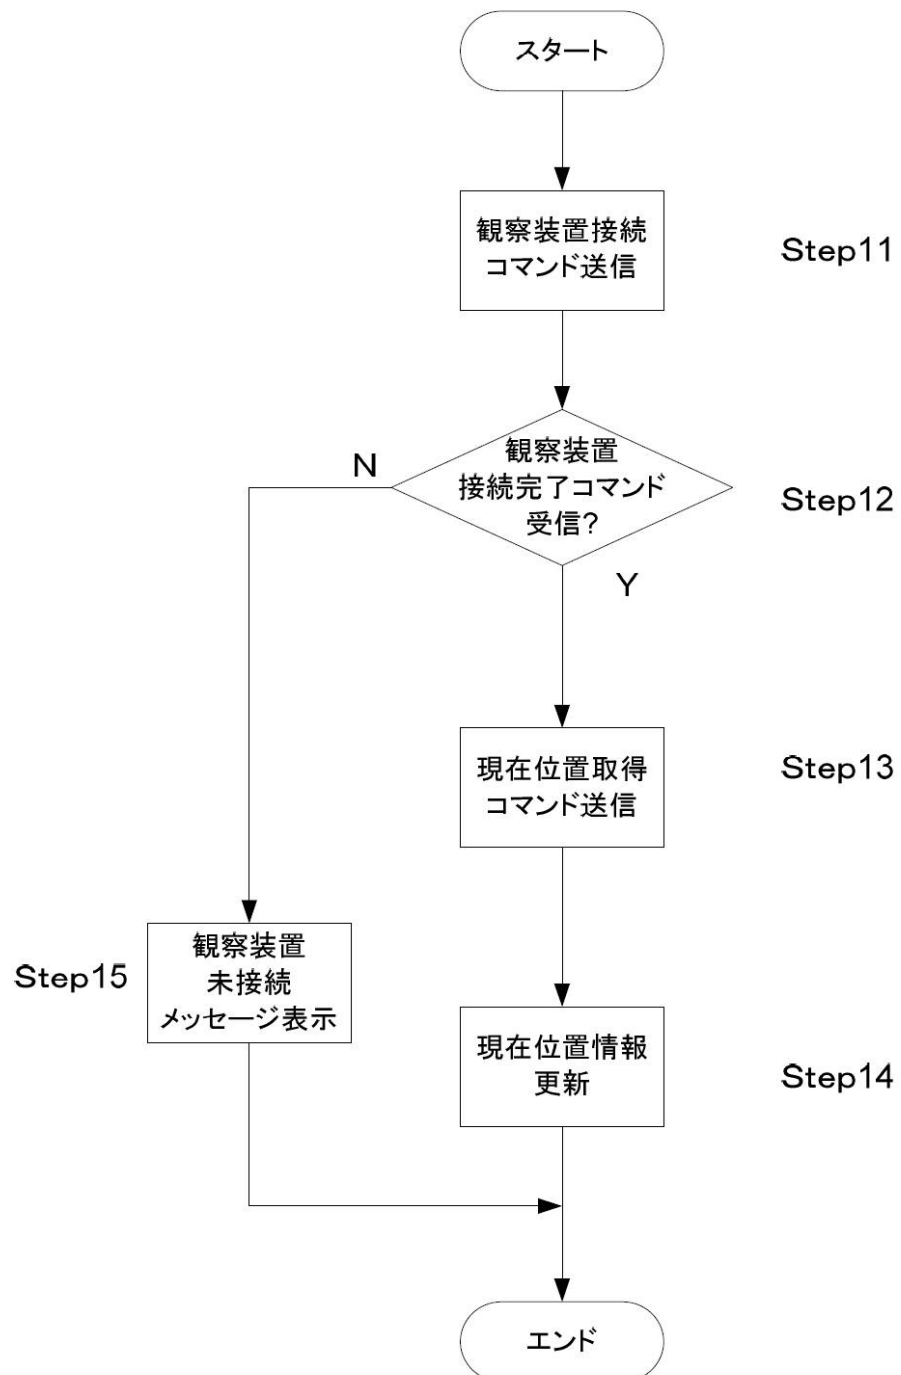 スタート
観察装置接続
コマンド送信
Step11
観察装置
接続完了コマンド
受信?
Step12
N
Y
現在位置取得
コマンド送信
Step13
観察装置
未接続
メッセージ表示
Step15
現在位置情報
更新
Step14
エンド